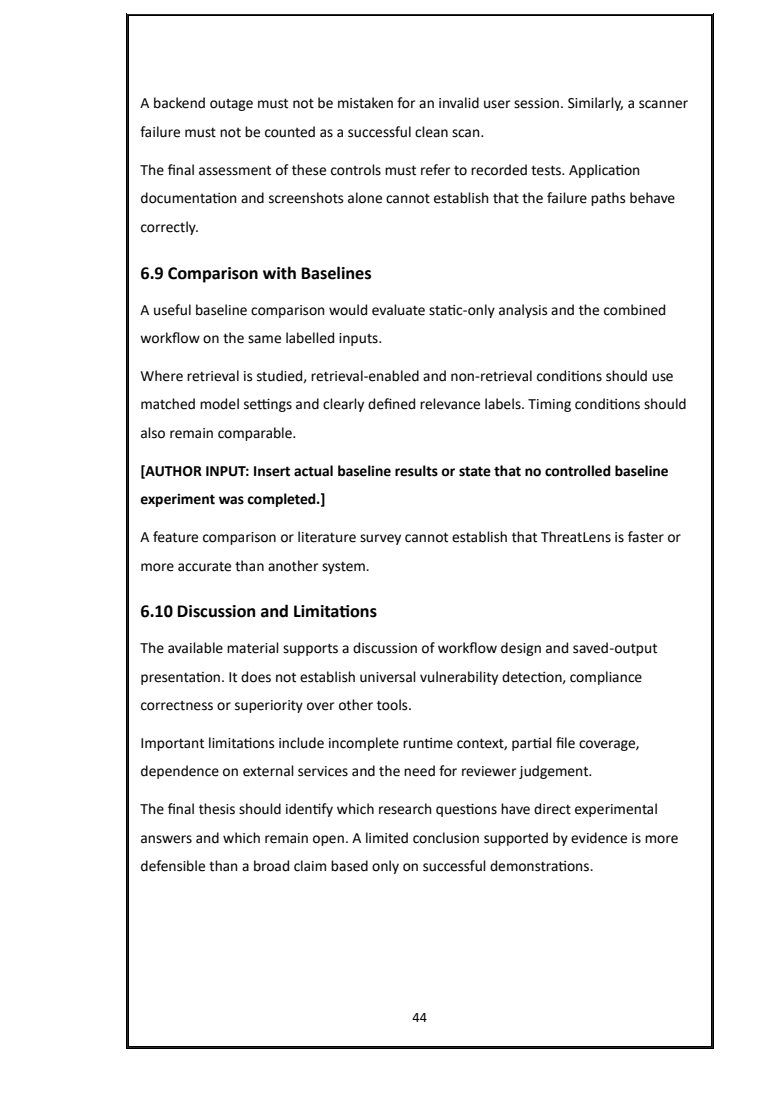 A backend outage must not be mistaken for an invalid user session. Similarly, a scanner
failure must not be counted as a successful clean scan.
The final assessment of these controls must refer to recorded tests. Application
documentation and screenshots alone cannot establish that the failure paths behave
correctly.
6.9 Comparison with Baselines
A useful baseline comparison would evaluate static-only analysis and the combined
workflow on the same labelled inputs.
Where retrieval is studied, retrieval-enabled and non-retrieval conditions should use
matched model settings and clearly defined relevance labels. Timing conditions should
also remain comparable.
[AUTHOR INPUT: Insert actual baseline results or state that no controlled baseline
experiment was completed.]
A feature comparison or literature survey cannot establish that ThreatLens is faster or
more accurate than another system.
6.10 Discussion and Limitations
The available material supports a discussion of workflow design and saved-output
presentation. It does not establish universal vulnerability detection, compliance
correctness or superiority over other tools.
Important limitations include incomplete runtime context, partial file coverage,
dependence on external services and the need for reviewer judgement.
The final thesis should identify which research questions have direct experimental
answers and which remain open. A limited conclusion supported by evidence is more
defensible than a broad claim based only on successful demonstrations.
44